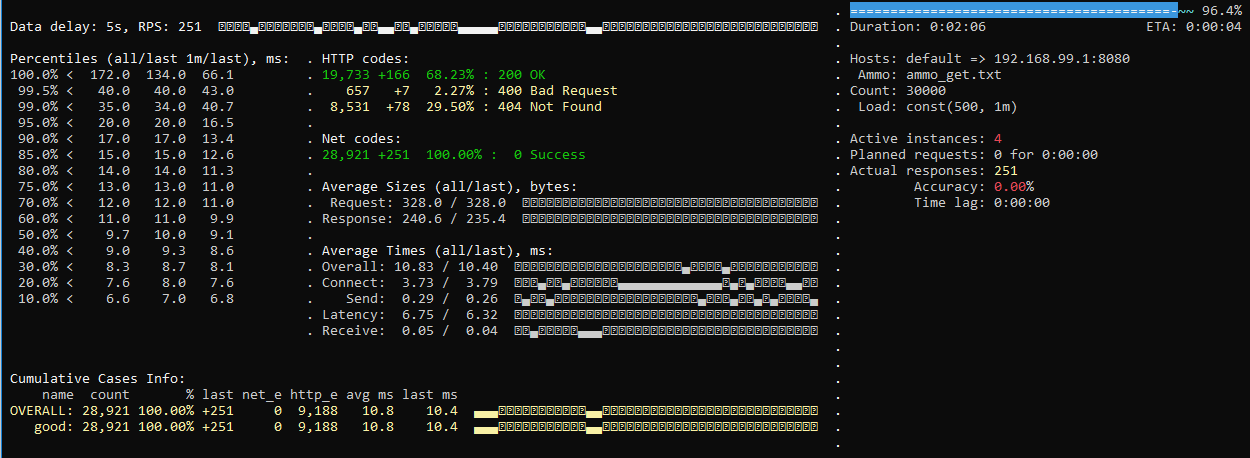 Data delay: 5s, RPS: 251
Percentiles (all/last 1m/last), ms:
100.0% < 172.0 134.0 66.1
99.5% < 40.0 40.0 43.0
99.0% < 35.0 34.0 40.7
95.0% < 20.0 20.0 16.5
90.0% < 17.0 17.0 13.4
85.0% < 15.0 15.0 12.6
80.0% < 14.0 14.0 11.3
75.0% < 13.0 13.0 11.0
70.0% < 12.0 12.0 11.0
60.0% < 11.0 11.0 9.9
50.0% < 9.7 10.0 9.1
40.0% < 9.0 9.3 8.6
30.0% < 8.3 8.7 8.1
20.0% < 7.6 8.0 7.6
10.0% < 6.6 7.0 6.8
. HTTP codes:
. 19,733 +166 68.23% : 200 OK
. 657 +7 2.27% : 400 Bad Request
. 8,531 +78 29.50% : 404 Not Found
.
. Net codes:
. 28,921 +251 100.00% : 0 Success
.
. Average Sizes (all/last), bytes:
. Request: 328.0 / 328.0
. Response: 240.6 / 235.4
.
. Average Times (all/last), ms:
. Overall: 10.83 / 10.40
. Connect: 3.73 / 3.79
. Send: 0.29 / 0.26
. Latency: 6.75 / 6.32
. Receive: 0.05 / 0.04
Cumulative Cases Info:
name count % last net_e http_e avg ms last ms
OVERALL: 28,921 100.00% +251 0 9,188 10.8 10.4
good: 28,921 100.00% +251 0 9,188 10.8 10.4
. ========================================-~~ 96.4%
. Duration: 0:02:06 ETA: 0:00:04
.
. Hosts: default => 192.168.99.1:8080
. Ammo: ammo_get.txt
. Count: 30000
. Load: const(500, 1m)
.
. Active instances: 4
. Planned requests: 0 for 0:00:00
. Actual responses: 251
. Accuracy: 0.00%
. Time lag: 0:00:00